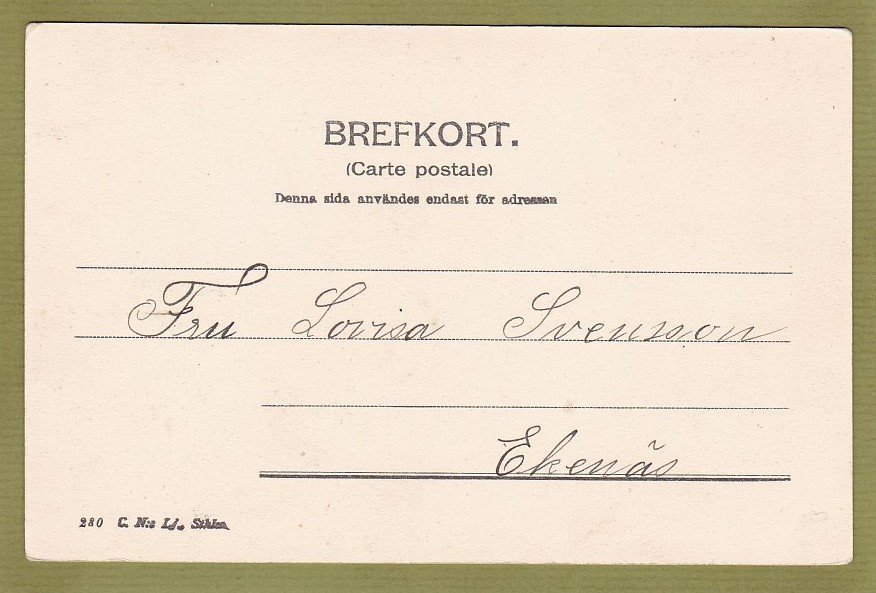 BREFKORT.
(Carte postale)
Denna sida användes endast för adressen
Fru Lovisa Svensson
Ekenäs
280 C. N:s Lj., Sthlm.